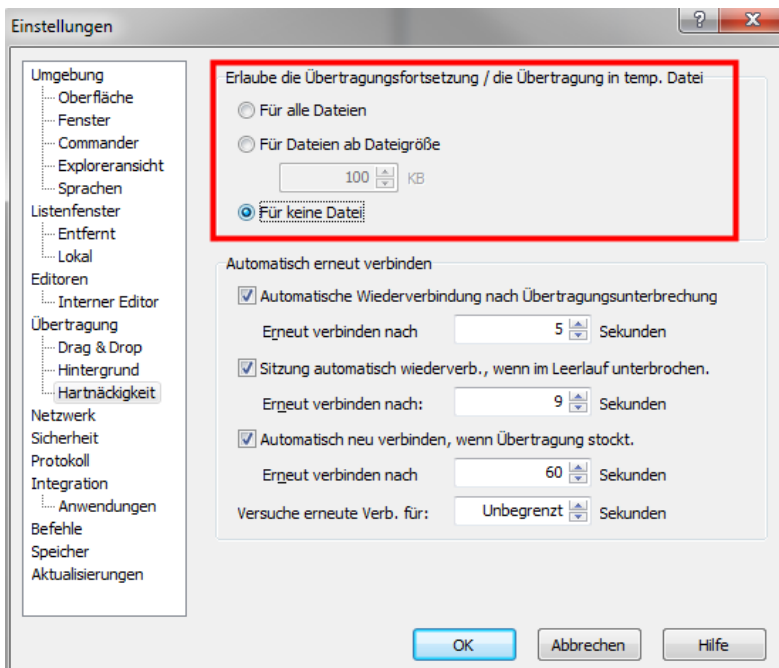 Einstellungen
Umgebung
Oberfläche
Fenster
Commander
Exploreransicht
Sprachen
Listenfenster
Entfernt
Lokal
Editoren
Interner Editor
Übertragung
Drag & Drop
Hintergrund
Hartnäckigkeit
Netzwerk
Sicherheit
Protokoll
Integration
Anwendungen
Befehle
Speicher
Aktualisierungen
Erlaube die Übertragungsfortsetzung / die Übertragung in temp. Datei
Für alle Dateien
Für Dateien ab Dateigröße
100 KB
Für keine Datei
Automatisch erneut verbinden
Automatische Wiederverbindung nach Übertragungsunterbrechung
Erneut verbinden nach 5 Sekunden
Sitzung automatisch wiederverb., wenn im Leerlauf unterbrochen.
Erneut verbinden nach: 9 Sekunden
Automatisch neu verbinden, wenn Übertragung stockt.
Erneut verbinden nach 60 Sekunden
Versuche erneute Verb. für: Unbegrenzt Sekunden
OK Abbrechen Hilfe